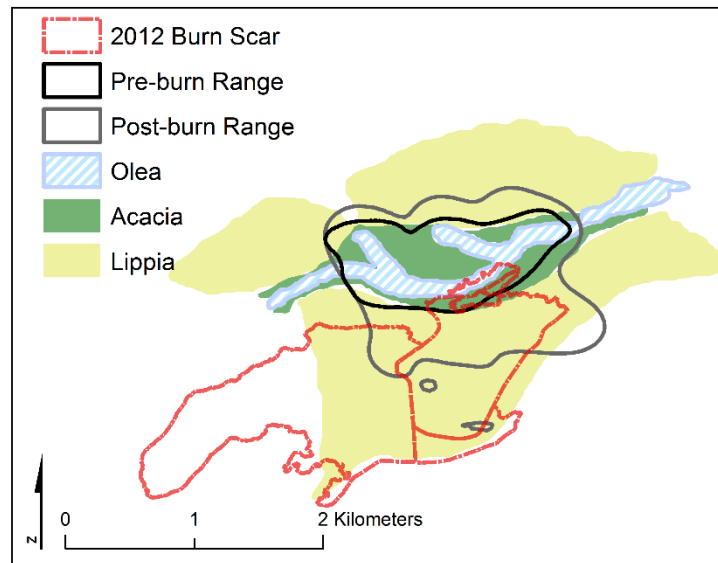 2012 Burn Scar
Pre-burn Range
Post-burn Range
Olea
Acacia
Lippia
0 1 2 Kilometers
z